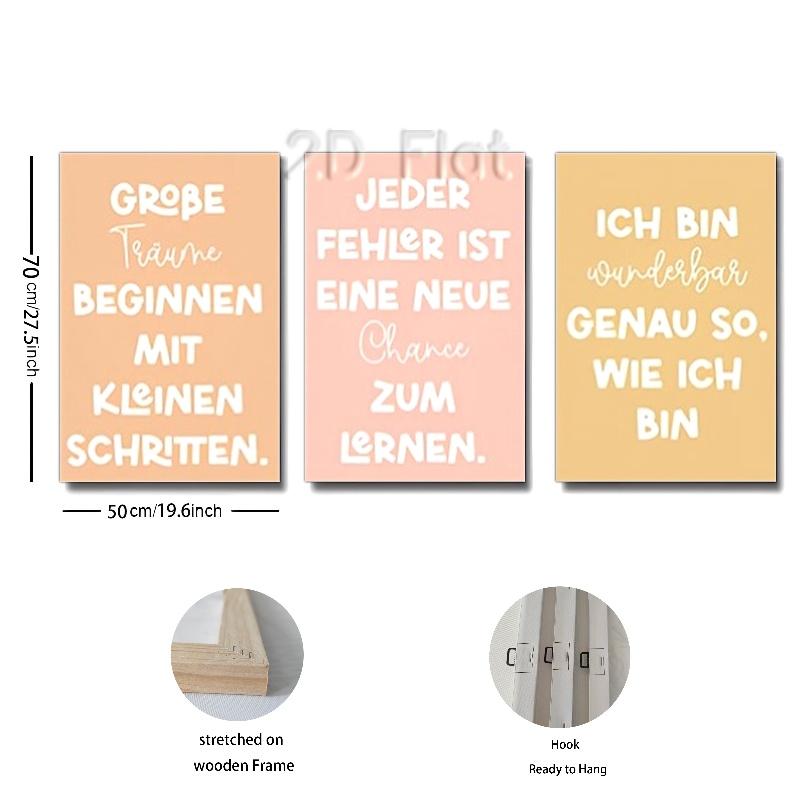 2D Flat
GROßE
Träume
BEGINNEN
MIT
KLeINEN
SCHRITTEN.
JEDER
FEHLeR IST
EINE NEUE
Chance
ZUM
LeRNEN.
ICH BIN
wunderbar
GENAU SO,
WIE ICH
BIN
70 cm/27.5inch
50 cm/19.6inch
stretched on
wooden Frame
Hook
Ready to Hang